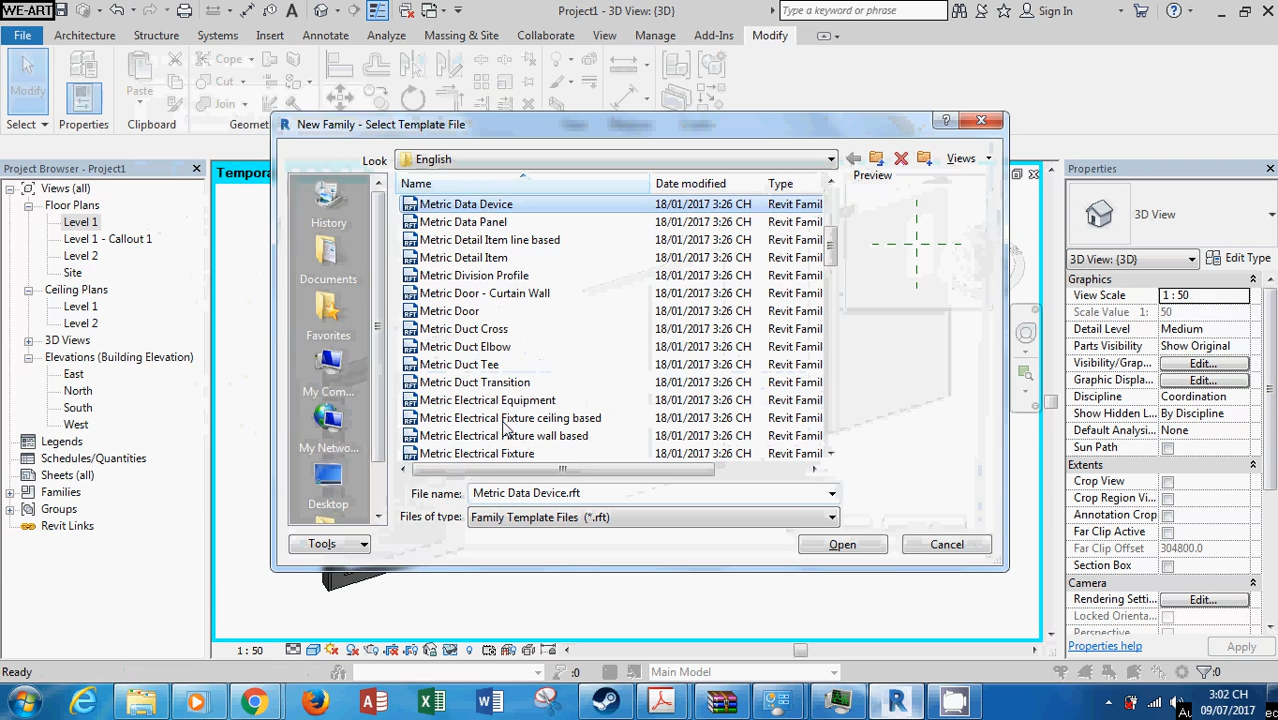 WE-ART
Project1 - 3D View: {3D}
Type a keyword or phrase
Sign In
File Architecture Structure Systems Insert Annotate Analyze Massing & Site Collaborate View Manage Add-Ins Modify
Modify
Paste
Cope
Cut
Join
Select Properties Clipboard
New Family - Select Template File
Project Browser - Project1
Views (all)
Floor Plans
Level 1
Level 1 - Callout 1
Level 2
Site
Ceiling Plans
Level 1
Level 2
3D Views
Elevations (Building Elevation)
East
North
South
West
Legends
Schedules/Quantities
Sheets (all)
Families
Groups
Revit Links
Look
English
Views
History
Documents
Favorites
My Com...
My Netwo...
Desktop
Name Date modified Type
Metric Data Device 18/01/2017 3:26 CH Revit Famil
Metric Data Panel 18/01/2017 3:26 CH Revit Famil
Metric Detail Item line based 18/01/2017 3:26 CH Revit Famil
Metric Detail Item 18/01/2017 3:26 CH Revit Famil
Metric Division Profile 18/01/2017 3:26 CH Revit Famil
Metric Door - Curtain Wall 18/01/2017 3:26 CH Revit Famil
Metric Door 18/01/2017 3:26 CH Revit Famil
Metric Duct Cross 18/01/2017 3:26 CH Revit Famil
Metric Duct Elbow 18/01/2017 3:26 CH Revit Famil
Metric Duct Tee 18/01/2017 3:26 CH Revit Famil
Metric Duct Transition 18/01/2017 3:26 CH Revit Famil
Metric Electrical Equipment 18/01/2017 3:26 CH Revit Famil
Metric Electrical Fixture ceiling based 18/01/2017 3:26 CH Revit Famil
Metric Electrical Fixture wall based 18/01/2017 3:26 CH Revit Famil
Metric Electrical Fixture 18/01/2017 3:26 CH Revit Famil
Preview
File name: Metric Data Device.rft
Files of type: Family Template Files (*.rft)
Tools
Open
Cancel
Properties
3D View
3D View: {3D} Edit Type
Graphics
View Scale 1 : 50
Scale Value 1: 50
Detail Level Medium
Parts Visibility Show Original
Visibility/Grap... Edit...
Graphic Displa... Edit...
Discipline Coordination
Show Hidden L... By Discipline
Default Analysi... None
Sun Path
Extents
Crop View
Crop Region Vis...
Annotation Crop
Far Clip Active
Far Clip Offset 304800.0
Section Box
Camera
Rendering Setti... Edit...
Locked Orienta...
Perspective
Properties help Apply
1 : 50
Ready
:0
Main Model
:0
3:02 CH
09/07/2017